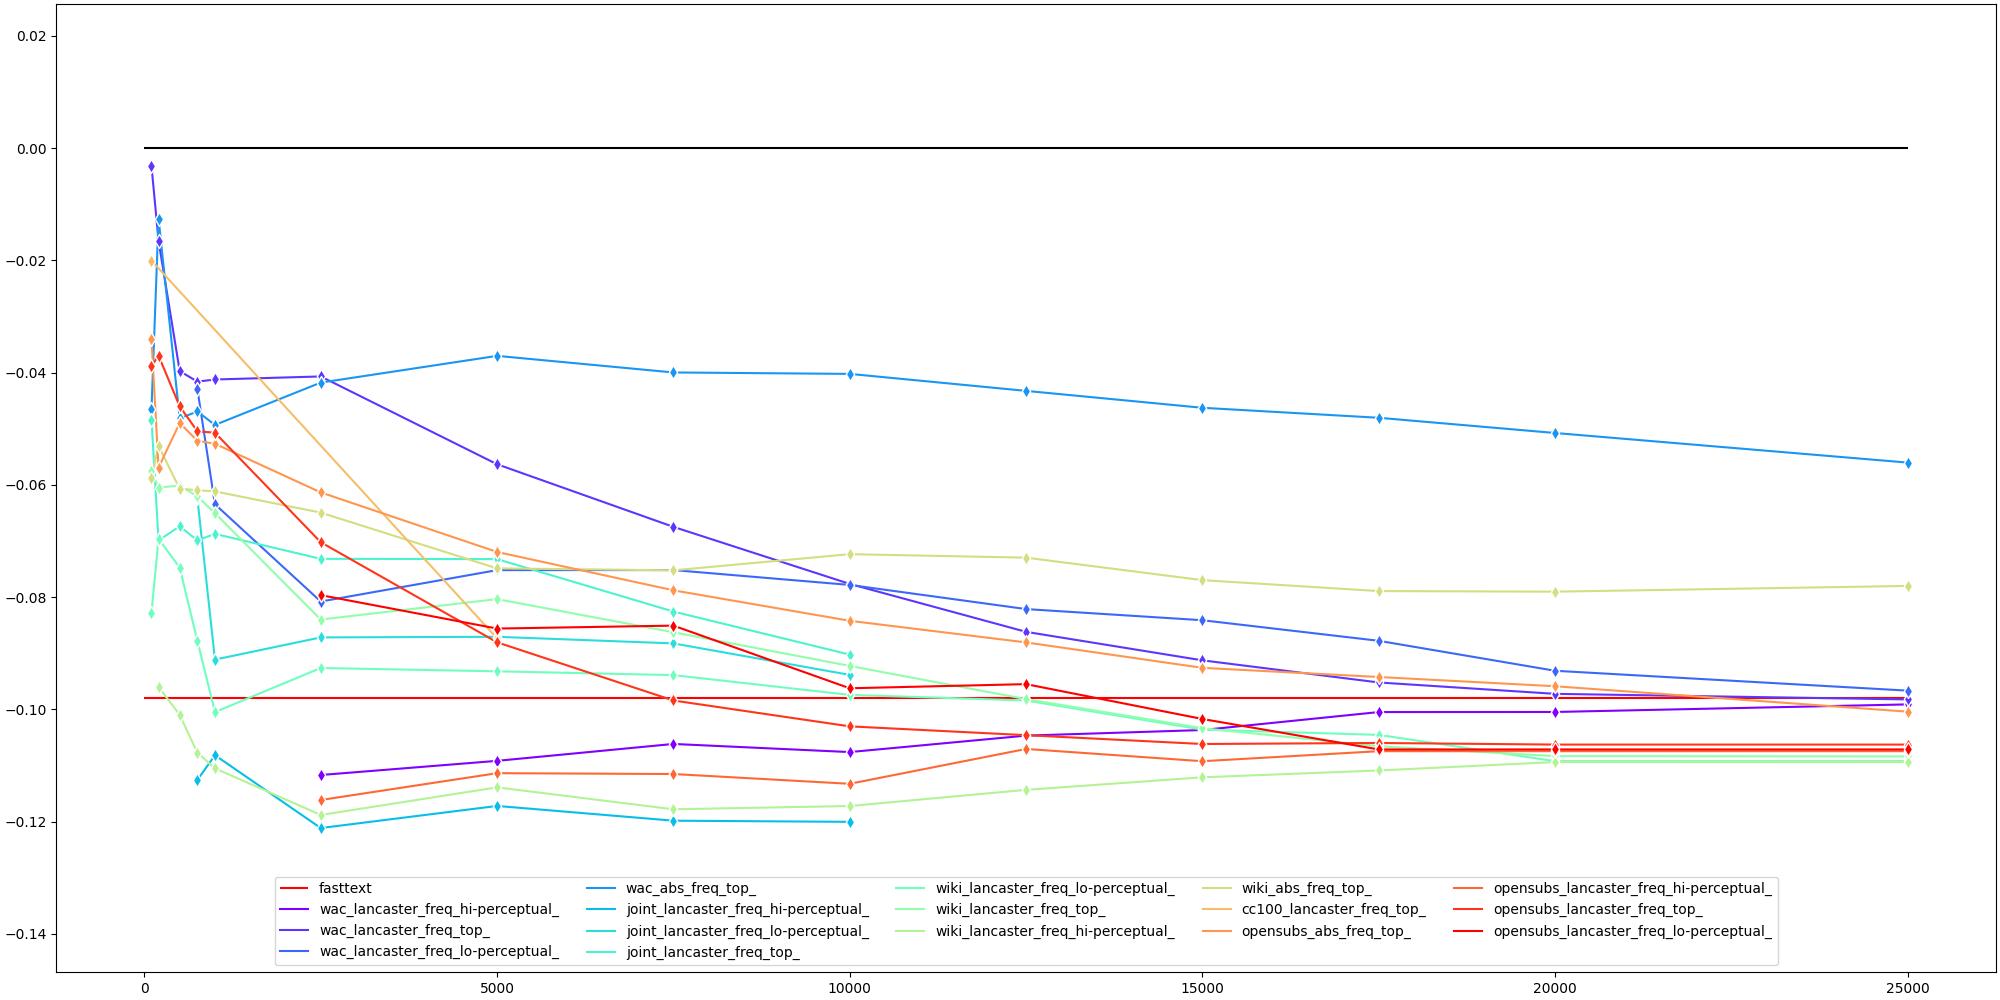 0.02
0.00
−0.02
−0.04
−0.06
−0.08
−0.10
−0.12
−0.14
fasttext
wac_lancaster_freq_hi-perceptual_
wac_lancaster_freq_top_
wac_lancaster_freq_lo-perceptual_
wac_abs_freq_top_
joint_lancaster_freq_hi-perceptual_
joint_lancaster_freq_lo-perceptual_
joint_lancaster_freq_top_
wiki_lancaster_freq_lo-perceptual_
wiki_lancaster_freq_top_
wiki_lancaster_freq_hi-perceptual_
wiki_abs_freq_top_
cc100_lancaster_freq_top_
opensubs_abs_freq_top_
opensubs_lancaster_freq_hi-perceptual_
opensubs_lancaster_freq_top_
opensubs_lancaster_freq_lo-perceptual_
0 5000 10000 15000 20000 25000